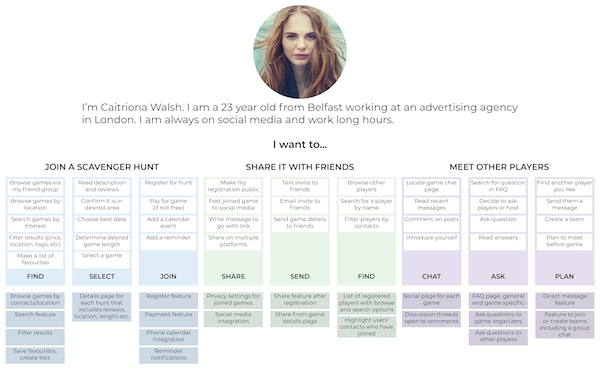 I'm Caitriona Walsh. I am a 23 year old from Belfast working at an advertising agency
in London. I am always on social media and work long hours.
I want to...
JOIN A SCAVENGER HUNT
Browse games via
my friend group
Browse games by
location
Search games by
interest
Filter results (price,
location, tags, etc)
Make a list of
favourites
FIND
Read description
and reviews
Confirm it is in
desired area
Choose best date
Determine desired
game length
Select a game
SELECT
Register for hunt
Pay for game
(if not free)
Add a calendar
event
Add a reminder
JOIN
Browse games by
contacts/location
Search feature
Filter results
Save favourites,
create lists
Details page for
each hunt that
includes reviews,
location, length etc.
Register feature
Payment feature
Phone calendar
integration
Reminder
notifications
SHARE IT WITH FRIENDS
Make my
registration public
Post joined game
to social media
Write message to
go with link
Share on multiple
platforms
SHARE
Text invite to
friends
Email invite to
friends
Send game details
to friends
SEND
Browse other
players
Search for a player
by name
Filter players by
contacts
FIND
Privacy settings for
joined games
Social media
integration
Share feature after
registration
Share from game
details page
List of registered
players with browse
and search options
Highlight users'
contacts who have
joined
MEET OTHER PLAYERS
Locate game chat
page
Read recent
messages
Comment on posts
Introduce yourself
CHAT
Search for question
in FAQ
Decide to ask
players or host
Ask question
Read answers
ASK
Find another player
you like
Send them a
message
Create a team
Plan to meet
before game
PLAN
Social page for each
game
Discussion threads
open to comments
FAQ page, general
and game specific
Ask questions to
game organizers
Ask questions to
other players
Direct message
feature
Feature to join
or create teams
including a group
chat